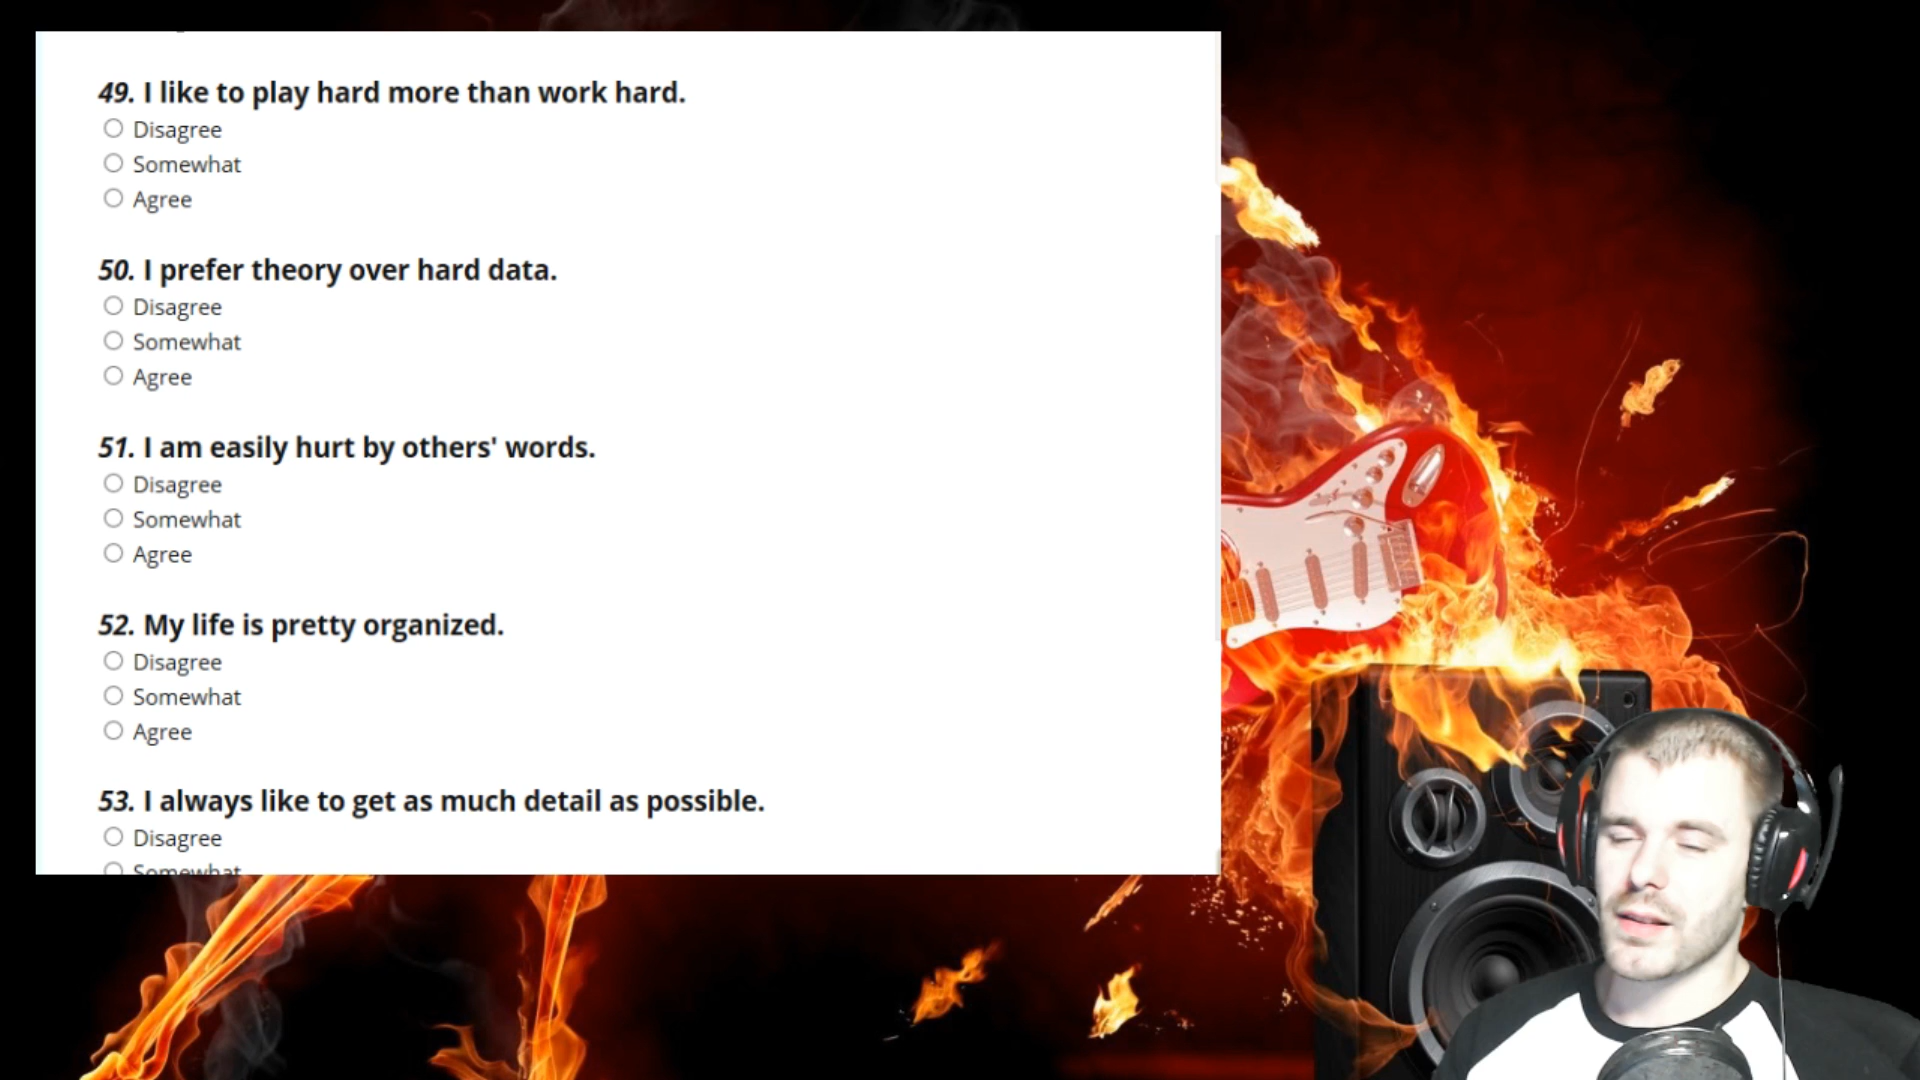 49. I like to play hard more than work hard.
Disagree
Somewhat
Agree
50. I prefer theory over hard data.
Disagree
Somewhat
Agree
51. I am easily hurt by others' words.
Disagree
Somewhat
Agree
52. My life is pretty organized.
Disagree
Somewhat
Agree
53. I always like to get as much detail as possible.
Disagree
Somewhat